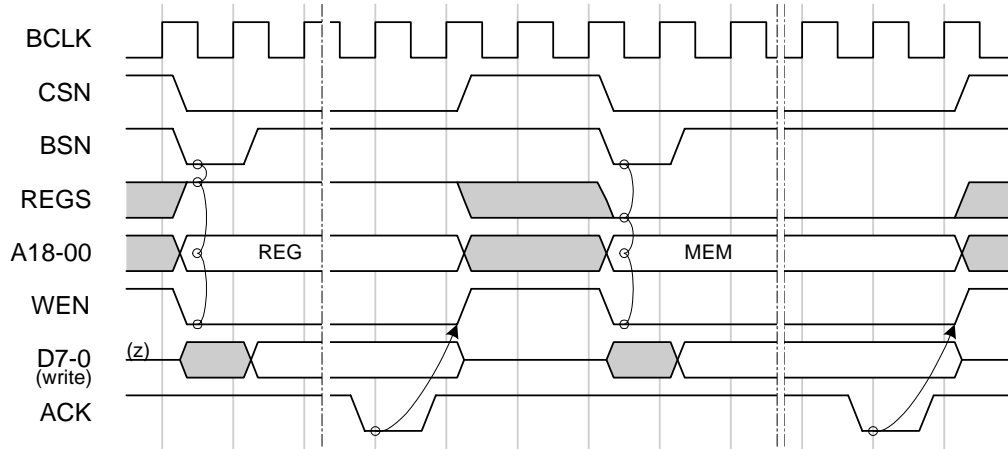 BCLK
CSN
BSN
REGS
A18-00 REG MEM
WEN
D7-0 (z)
(write)
ACK